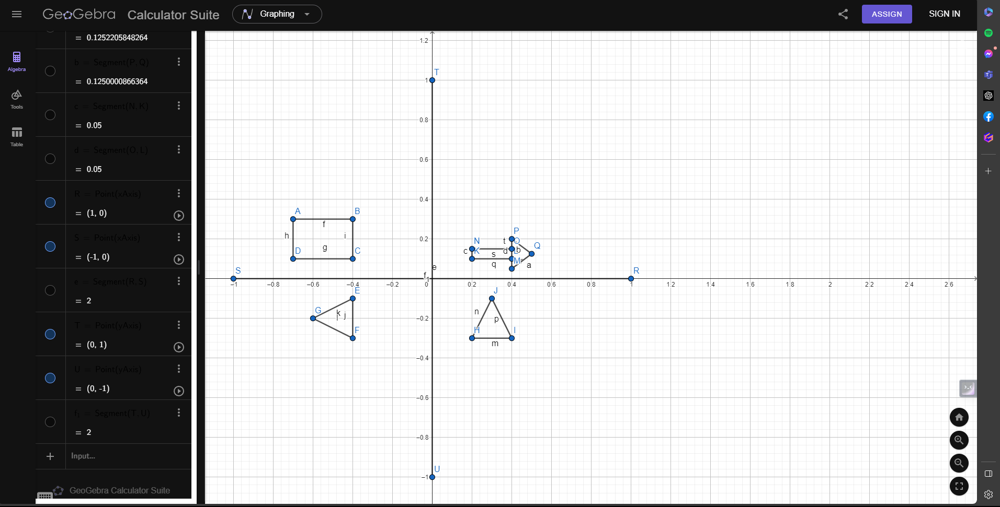 GeoGebra Calculator Suite Graphing ASSIGN SIGN IN
Algebra
Tools
Table
= 0.1252205848264
b = Segment(P, Q)
= 0.1250000866364
c = Segment(N, K)
= 0.05
d = Segment(O, L)
= 0.05
R = Point(xAxis)
= (1, 0)
S = Point(xAxis)
= (-1, 0)
e = Segment(R, S)
= 2
T = Point(yAxis)
= (0, 1)
U = Point(yAxis)
= (0, -1)
f₁ = Segment(T, U)
= 2
Input...
GeoGebra Calculator Suite
1.2
T
1
0.8
0.6
0.4
A B
f
h i
g
D C
0.2
P
N t O Q
c K s d L b
q M r a
e
S f₁ R
−1 −0.8 −0.6 −0.4 −0.2 0 0.2 0.4 0.6 0.8 1 1.2 1.4 1.6 1.8 2 2.2 2.4 2.6
E J
G k l j n p
−0.2
F H I
m
−0.4
−0.6
−0.8
U
−1